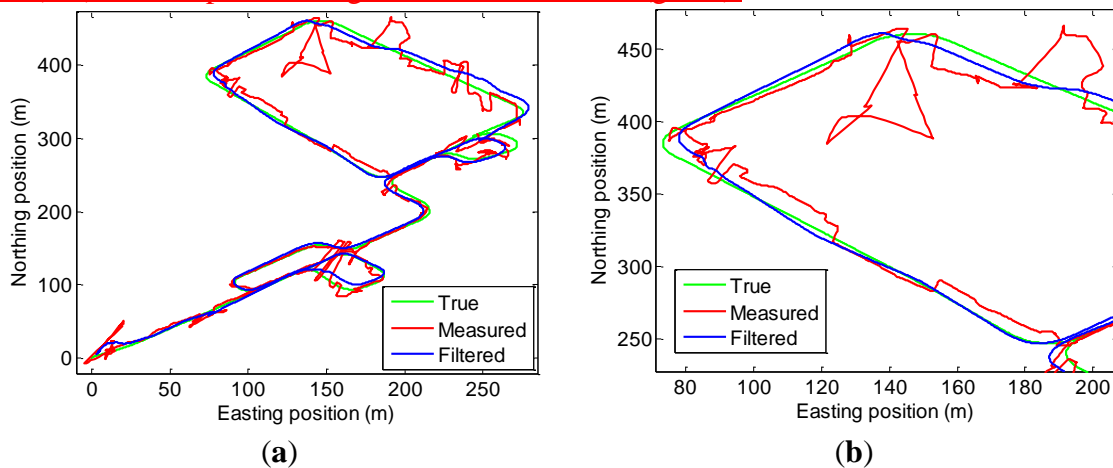 400
300
200
100
0
Northing position (m)
True
Measured
Filtered
0 50 100 150 200 250
Easting position (m)
(a)
450
400
350
300
250
Northing position (m)
True
Measured
Filtered
80 100 120 140 160 180 200
Easting position (m)
(b)